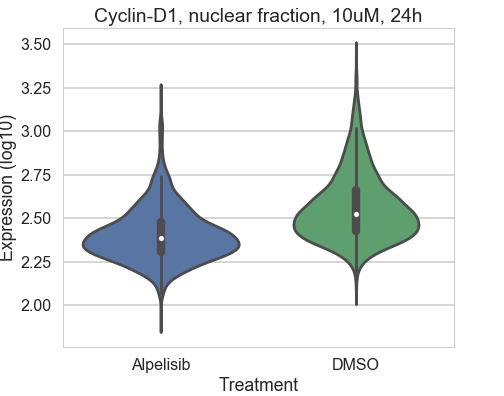 Cyclin-D1, nuclear fraction, 10uM, 24h
3.50
3.25
3.00
2.75
2.50
2.25
2.00
Expression (log10)
Alpelisib
DMSO
Treatment